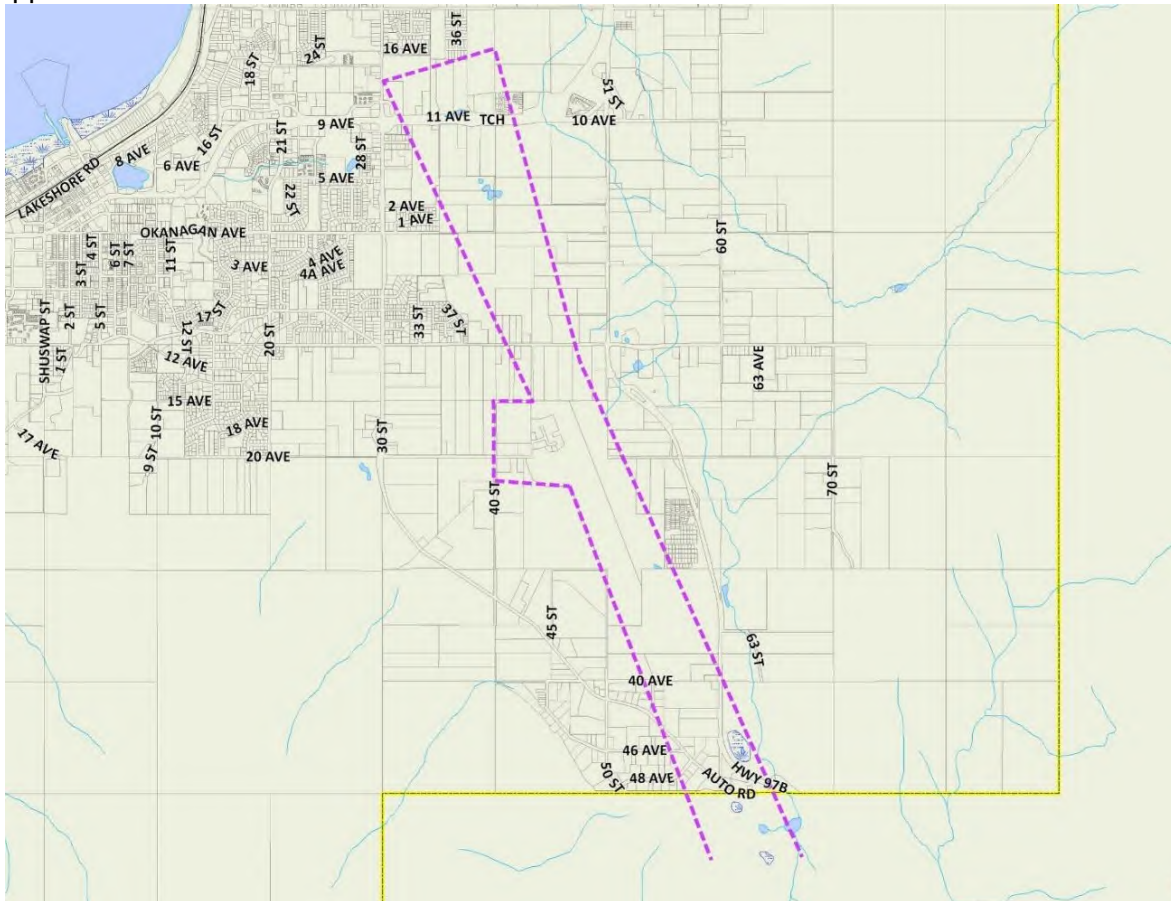 16 AVE
36 ST
24 ST
18 ST
51 ST
11 AVE
TCH
10 AVE
9 AVE
21 ST
16 ST
28 ST
8 AVE
6 AVE
LAKESHORE RD
5 AVE
22 ST
2 AVE
1 AVE
60 ST
OKANAGAN AVE
4 ST
6 ST
7 ST
11 ST
3 AVE
4 AVE
4A AVE
3 ST
17 ST
33 ST
37 ST
SHUSWAP ST
2 ST
5 ST
12 ST
20 ST
1 ST
12 AVE
63 AVE
15 AVE
10 ST
18 AVE
30 ST
17 AVE
9 ST
20 AVE
40 ST
70 ST
45 ST
63 ST
40 AVE
46 AVE
50 ST
48 AVE
AUTO RD
HWY 97B